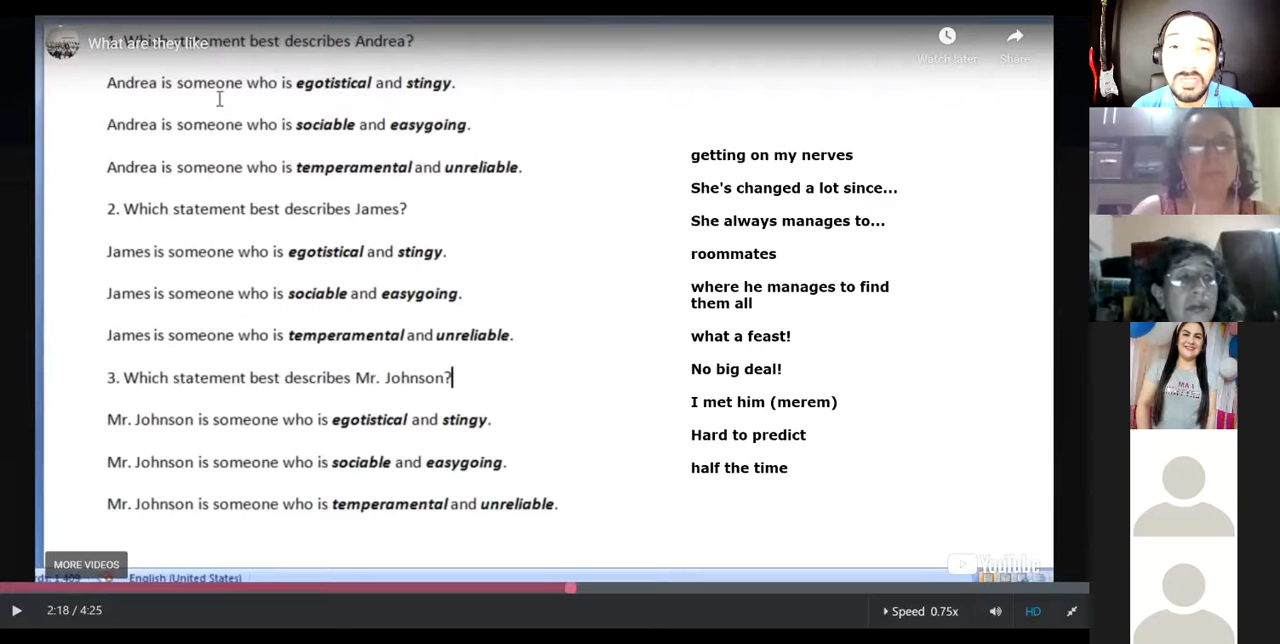 1. Which statement best describes Andrea?
What are they like
Watch later
Share
Andrea is someone who is egotistical and stingy.
Andrea is someone who is sociable and easygoing.
Andrea is someone who is temperamental and unreliable.
2. Which statement best describes James?
James is someone who is egotistical and stingy.
James is someone who is sociable and easygoing.
James is someone who is temperamental and unreliable.
3. Which statement best describes Mr. Johnson?
Mr. Johnson is someone who is egotistical and stingy.
Mr. Johnson is someone who is sociable and easygoing.
Mr. Johnson is someone who is temperamental and unreliable.
getting on my nerves
She's changed a lot since...
She always manages to...
roommates
where he manages to find
them all
what a feast!
No big deal!
I met him (merem)
Hard to predict
half the time
MORE VIDEOS
YouTube
English (United States)
2:18 / 4:25
Speed 0.75x
HD